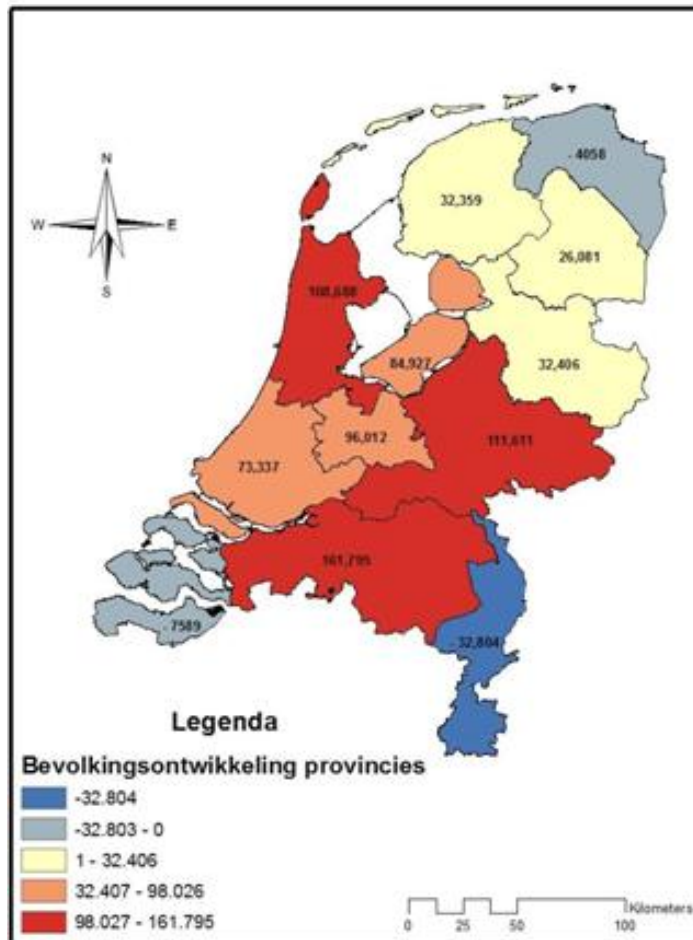 N
W E
S
- 4058
32,359
26,081
84,927
32,406
96,012
111,611
73,337
161,795
- 7589
- 32,804
Legenda
Bevolkingsontwikkeling provincies
-32.804
-32.803 - 0
1 - 32.406
32.407 - 98.026
98.027 - 161.795
Kilometers
0 25 50 100